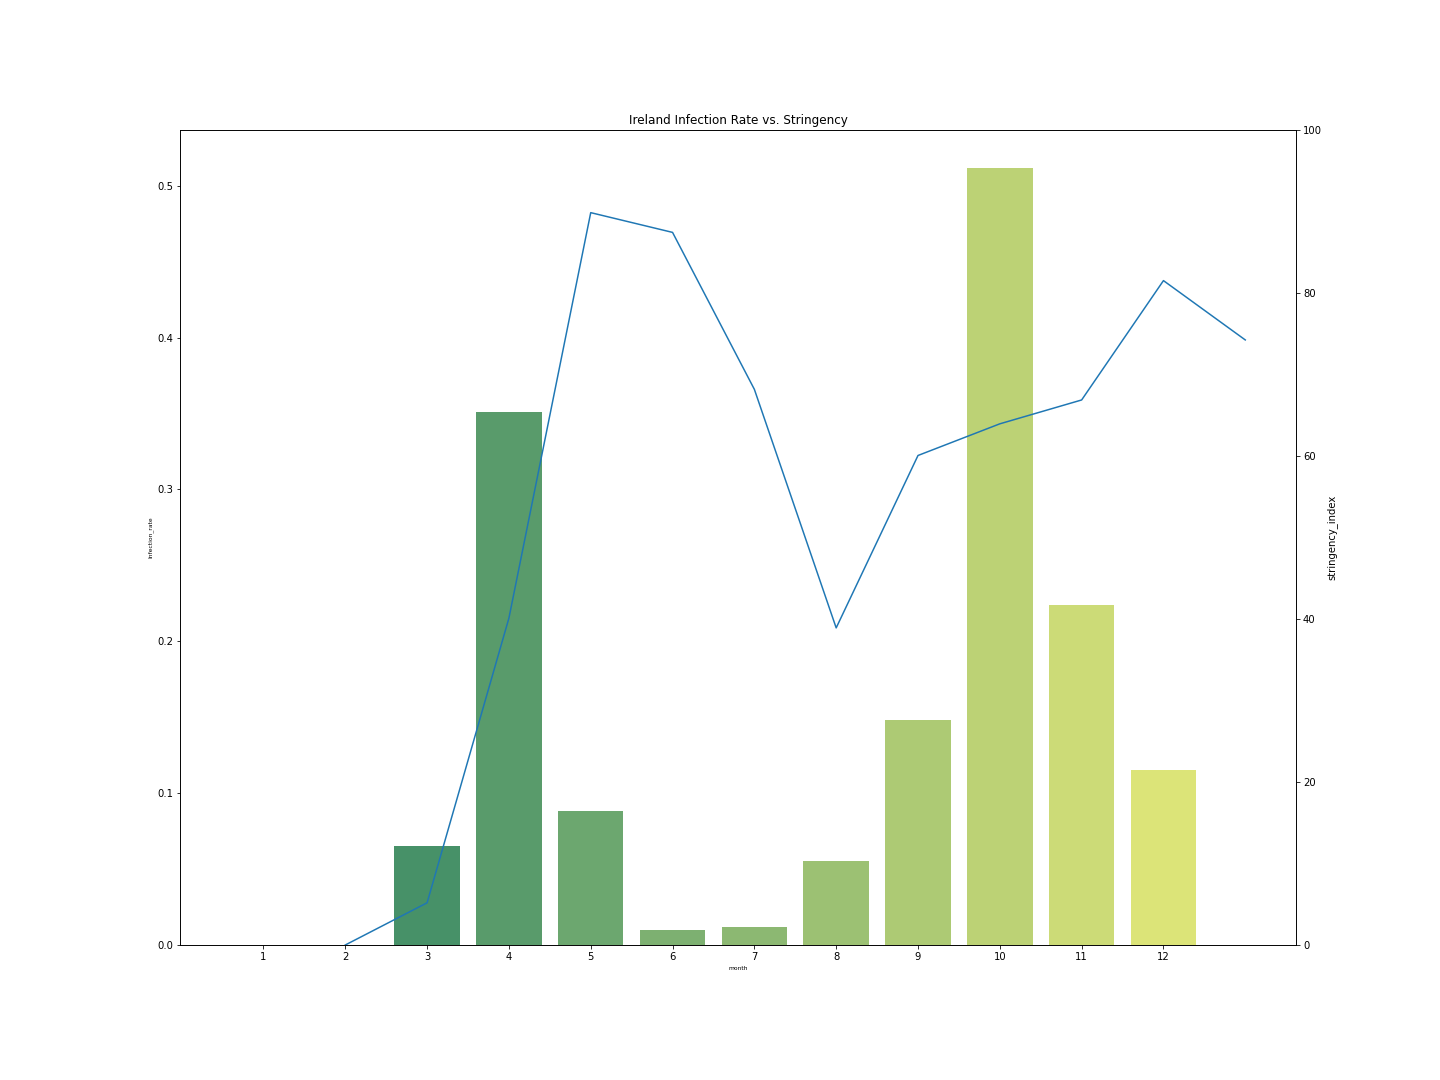 Ireland Infection Rate vs. Stringency
0.5
0.4
0.3
0.2
0.1
0.0
infection_rate
100
80
60
40
20
0
stringency_index
1 2 3 4 5 6 7 8 9 10 11 12
month